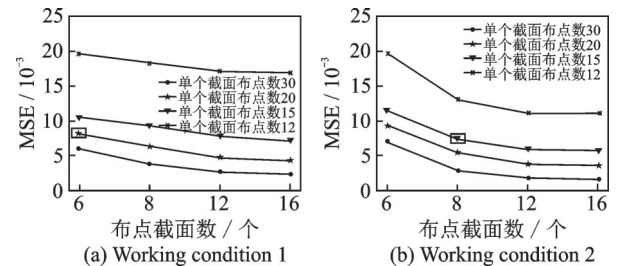 25
20
15
10
5
0
MSE / 10⁻³
单个截面布点数30
单个截面布点数20
单个截面布点数15
单个截面布点数12
6 8 12 16
布点截面数 / 个
(a) Working condition 1
25
20
15
10
5
0
MSE / 10⁻³
单个截面布点数30
单个截面布点数20
单个截面布点数15
单个截面布点数12
6 8 12 16
布点截面数 / 个
(b) Working condition 2